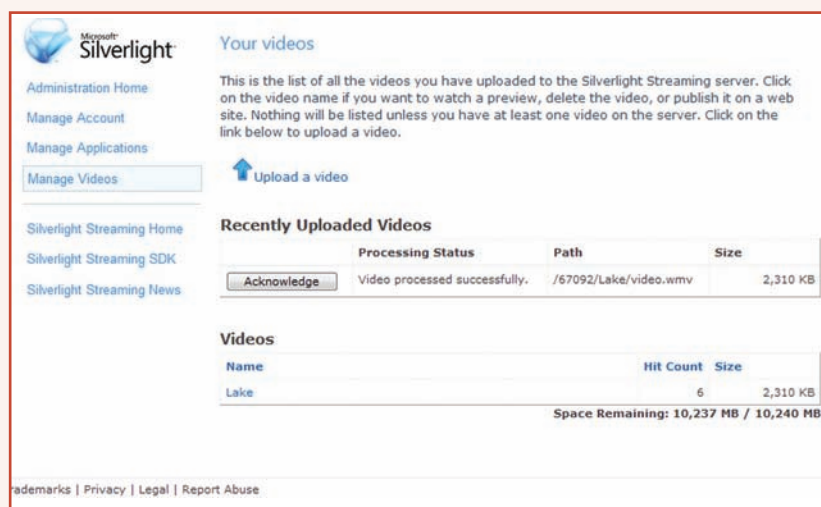 Microsoft
Silverlight
Administration Home
Manage Account
Manage Applications
Manage Videos
Silverlight Streaming Home
Silverlight Streaming SDK
Silverlight Streaming News
Your videos
This is the list of all the videos you have uploaded to the Silverlight Streaming server. Click
on the video name if you want to watch a preview, delete the video, or publish it on a web
site. Nothing will be listed unless you have at least one video on the server. Click on the
link below to upload a video.
Upload a video
Recently Uploaded Videos
Processing Status Path Size
Acknowledge Video processed successfully. /67092/Lake/video.wmv 2,310 KB
Videos
Name Hit Count Size
Lake 6 2,310 KB
Space Remaining: 10,237 MB / 10,240 MB
rademarks | Privacy | Legal | Report Abuse